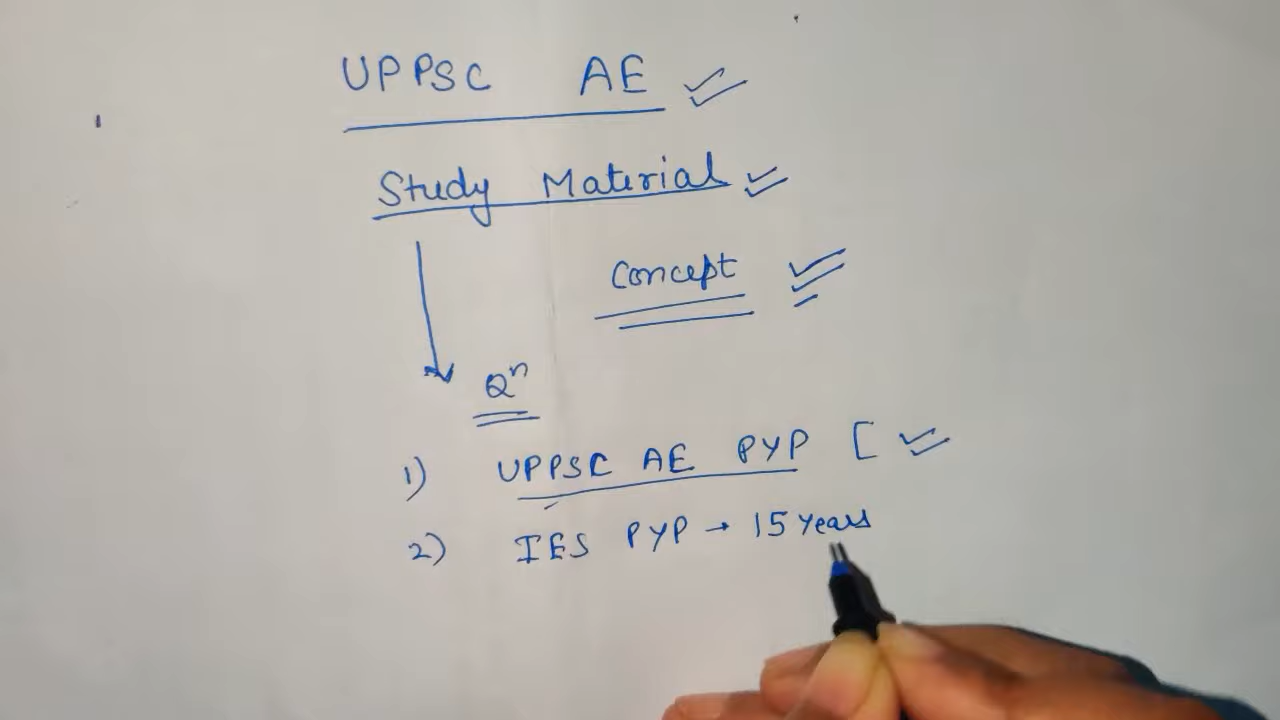 UPPSC AE
Study Material
Concept
Qn
1) UPPSC AE PYP [
2) IES PYP → 15 Years